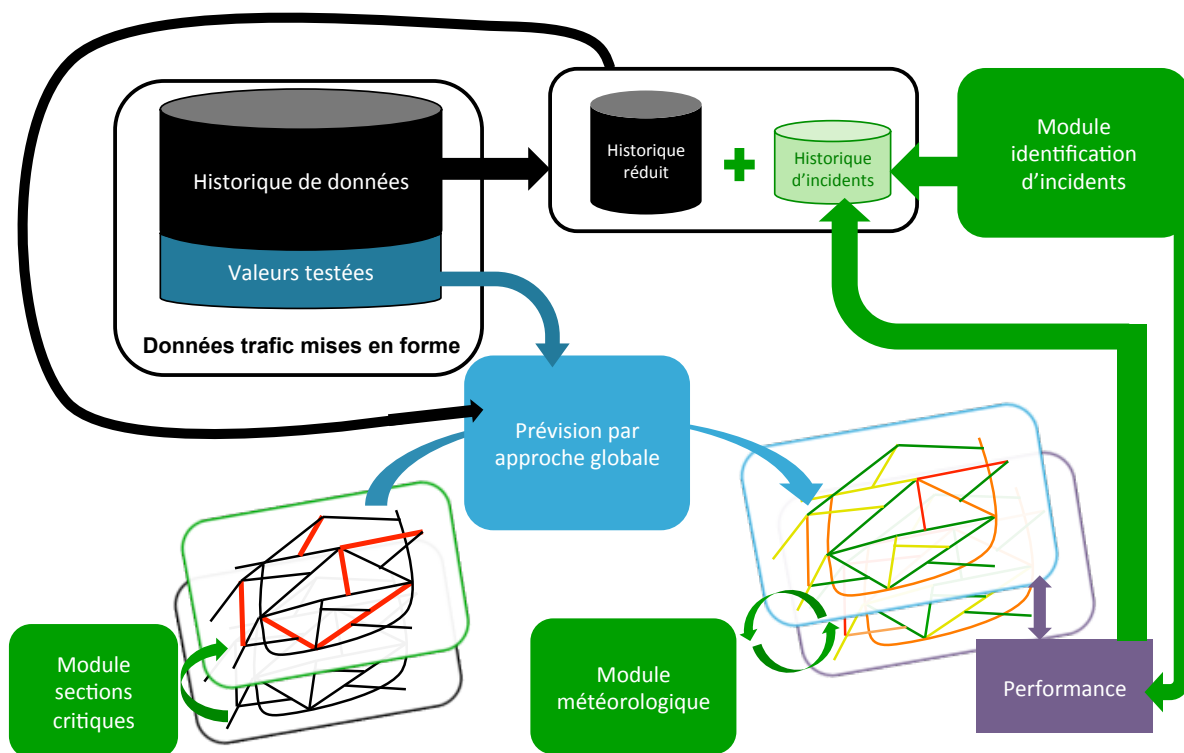 Historique de données
Valeurs testées
Données trafic mises en forme
Historique
réduit
Historique
d'incidents
Module
identification
d'incidents
Prévision par
approche globale
Module
sections
critiques
Module
météorologique
Performance